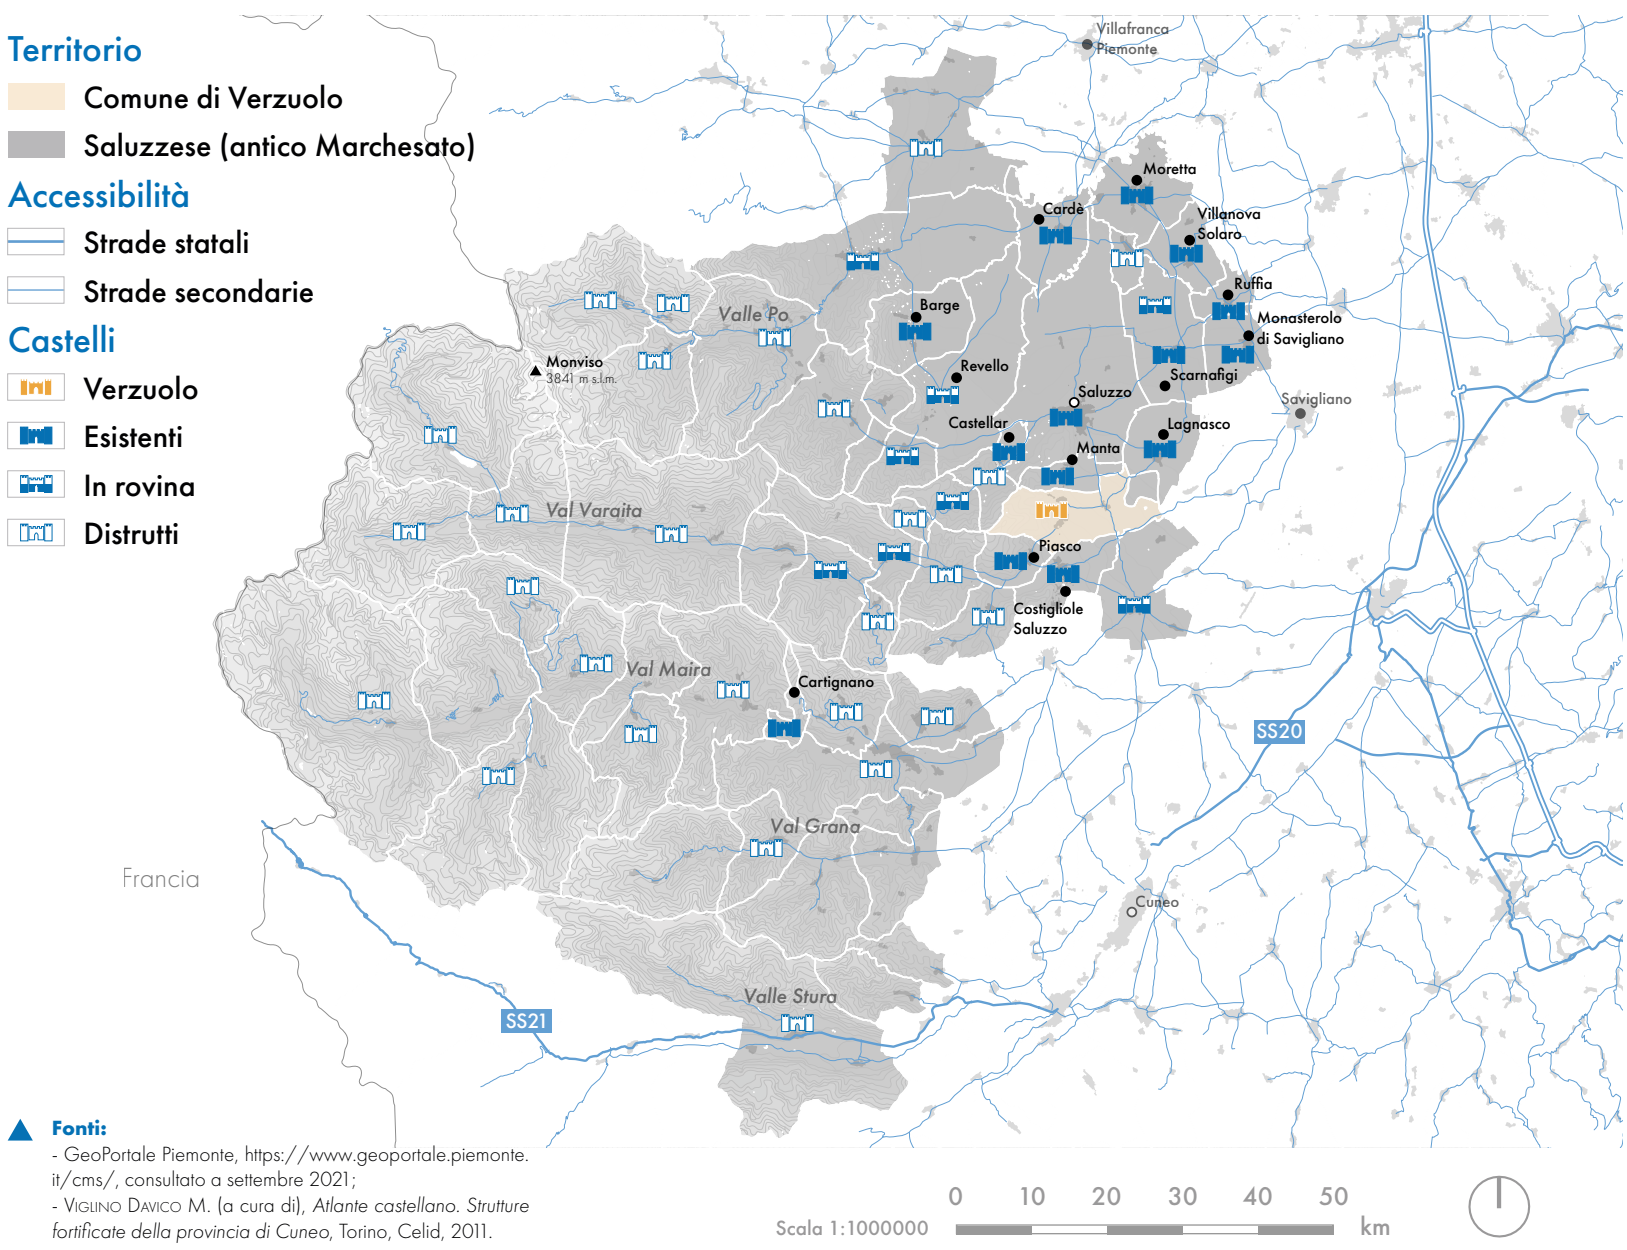 Territorio
Comune di Verzuolo
Saluzzese (antico Marchesato)
Accessibilità
Strade statali
Strade secondarie
Castelli
Verzuolo
Esistenti
In rovina
Distrutti
Villafranca
Piemonte
Moretta
Cardè
Villanova
Solaro
Ruffia
Monasterolo
di Savigliano
Barge
Valle Po
Monviso
3841 m s.l.m.
Revello
Scarnafigi
Saluzzo
Savigliano
Castellar
Lagnasco
Manta
Val Varaita
Piasco
Costigliole
Saluzzo
Val Maira
Cartignano
SS20
Val Grana
Francia
Cuneo
Valle Stura
SS21
Fonti:
- GeoPortale Piemonte, https://www.geoportale.piemonte.
it/cms/, consultato a settembre 2021;
- Viglino Davico M. (a cura di), Atlante castellano. Strutture
fortificate della provincia di Cuneo, Torino, Celid, 2011.
0 10 20 30 40 50
Scala 1:1000000 km